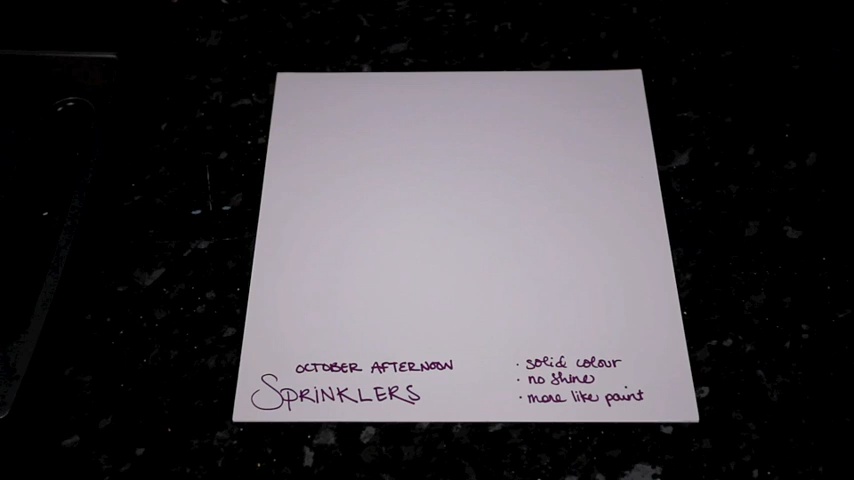 OCTOBER AFTERNOON
SPRINKLERS
· solid colour
· no shine
· more like paint